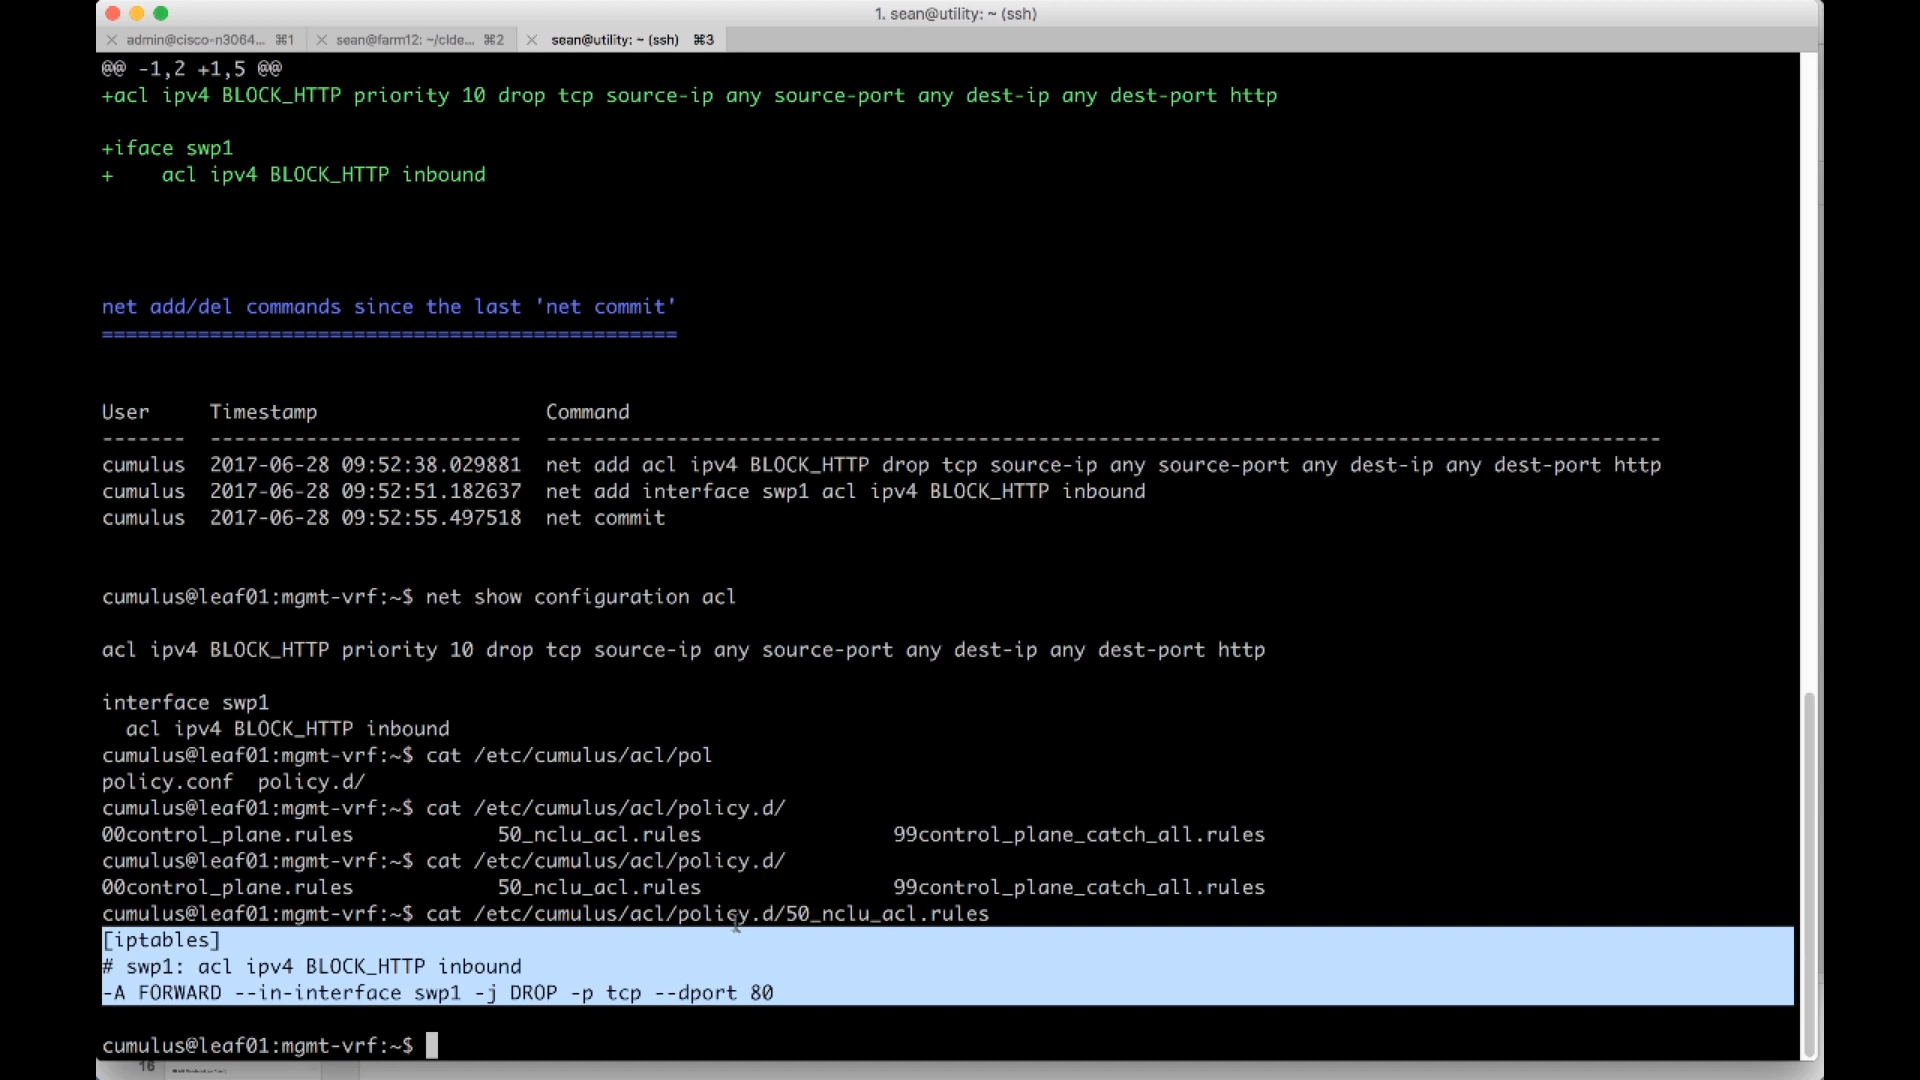 1. sean@utility: ~ (ssh)
admin@cisco-n3064... ⌘1 sean@farm12: ~/clde... ⌘2 sean@utility: ~ (ssh) ⌘3
@@ -1,2 +1,5 @@
+acl ipv4 BLOCK_HTTP priority 10 drop tcp source-ip any source-port any dest-ip any dest-port http
+iface swp1
+    acl ipv4 BLOCK_HTTP inbound
net add/del commands since the last 'net commit'
================================================
User     Timestamp                   Command
-------  --------------------------  ---------------------------------------------------------------------------------------------
cumulus  2017-06-28 09:52:38.029881  net add acl ipv4 BLOCK_HTTP drop tcp source-ip any source-port any dest-ip any dest-port http
cumulus  2017-06-28 09:52:51.182637  net add interface swp1 acl ipv4 BLOCK_HTTP inbound
cumulus  2017-06-28 09:52:55.497518  net commit
cumulus@leaf01:mgmt-vrf:~$ net show configuration acl
acl ipv4 BLOCK_HTTP priority 10 drop tcp source-ip any source-port any dest-ip any dest-port http
interface swp1
  acl ipv4 BLOCK_HTTP inbound
cumulus@leaf01:mgmt-vrf:~$ cat /etc/cumulus/acl/pol
policy.conf  policy.d/
cumulus@leaf01:mgmt-vrf:~$ cat /etc/cumulus/acl/policy.d/
00control_plane.rules            50_nclu_acl.rules                99control_plane_catch_all.rules
cumulus@leaf01:mgmt-vrf:~$ cat /etc/cumulus/acl/policy.d/
00control_plane.rules            50_nclu_acl.rules                99control_plane_catch_all.rules
cumulus@leaf01:mgmt-vrf:~$ cat /etc/cumulus/acl/policy.d/50_nclu_acl.rules
[iptables]
# swp1: acl ipv4 BLOCK_HTTP inbound
-A FORWARD --in-interface swp1 -j DROP -p tcp --dport 80
cumulus@leaf01:mgmt-vrf:~$
16